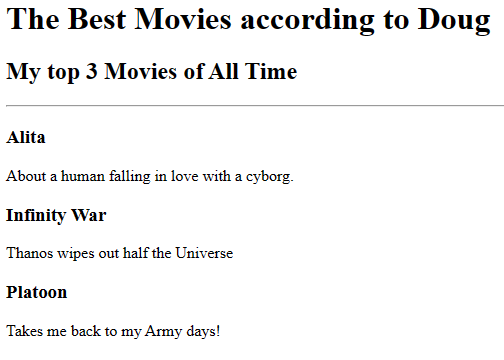 The Best Movies according to Doug
My top 3 Movies of All Time
Alita
About a human falling in love with a cyborg.
Infinity War
Thanos wipes out half the Universe
Platoon
Takes me back to my Army days!